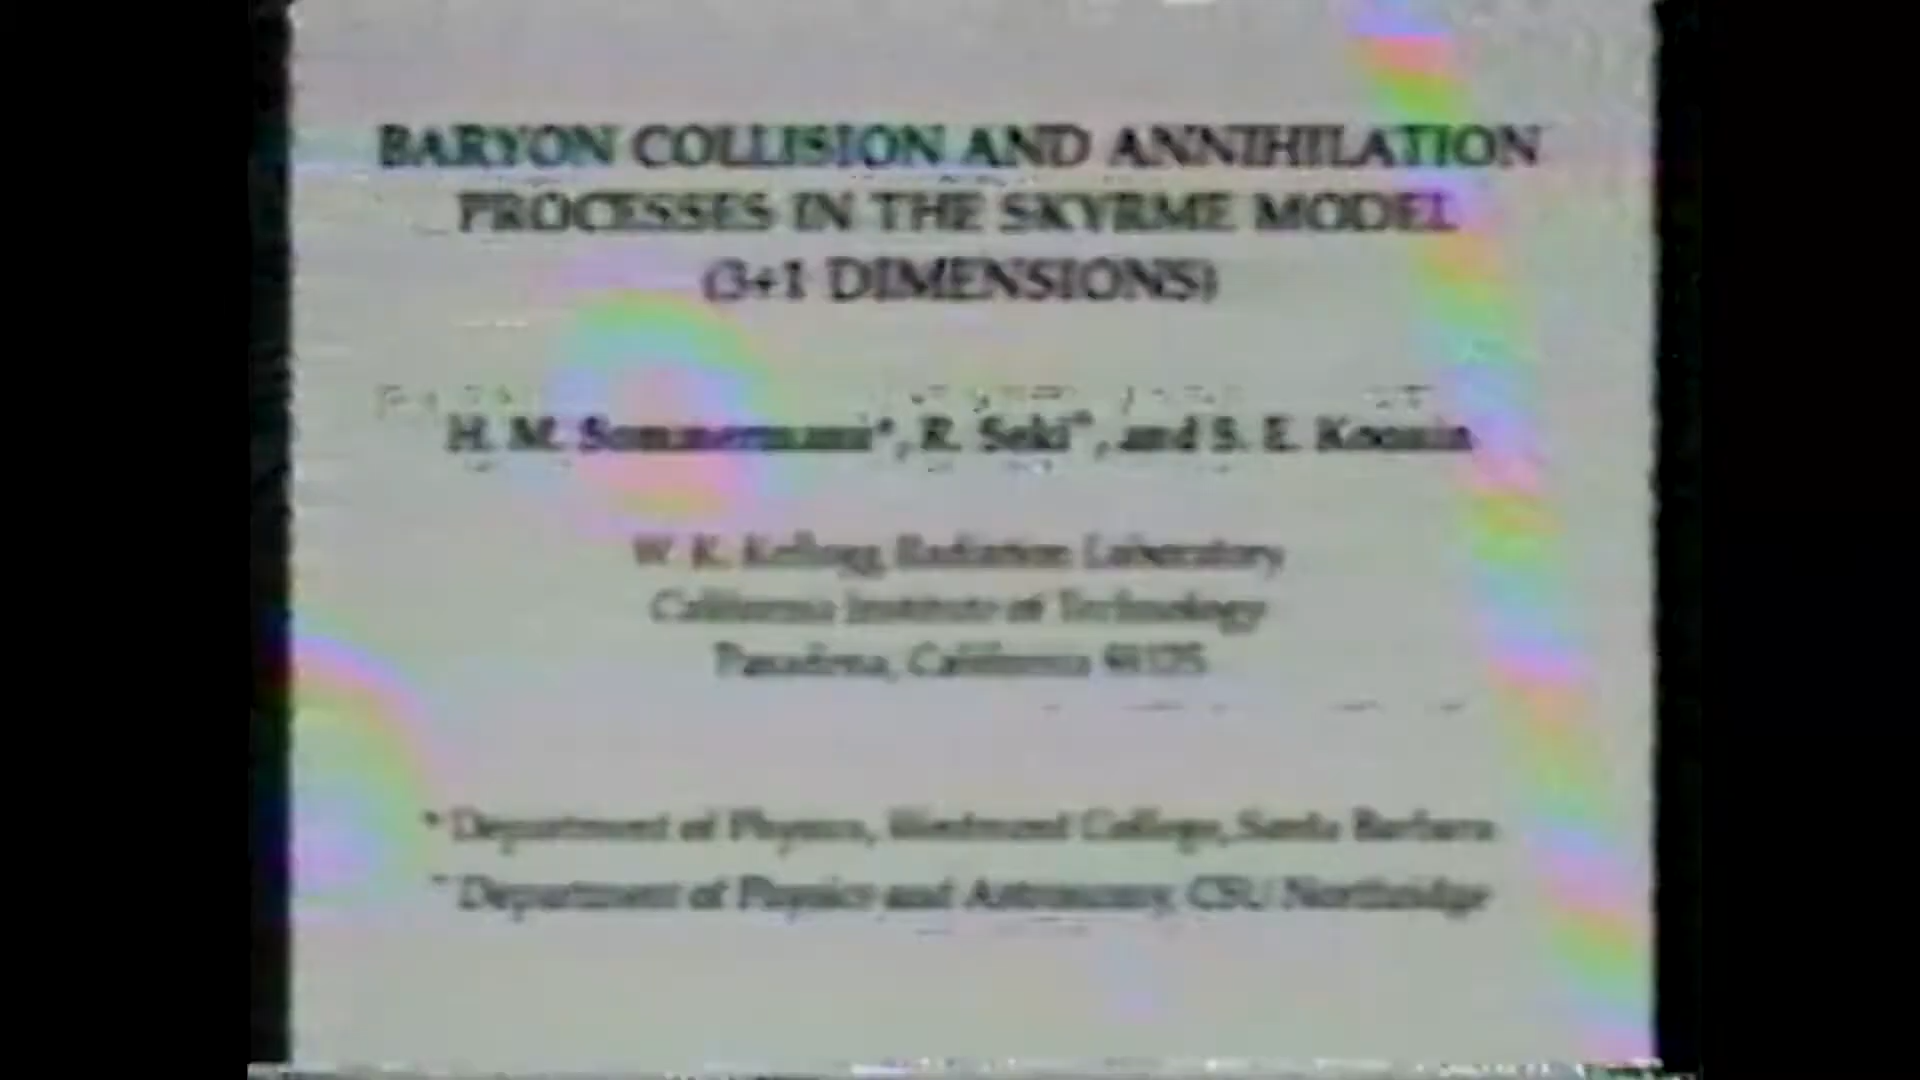 BARYON COLLISION AND ANNIHILATION
PROCESSES IN THE SKYRME MODEL
(3+1 DIMENSIONS)
H. M. Sommermann*, R. Seki**, and S. E. Koonin
W. K. Kellogg Radiation Laboratory
California Institute of Technology
Pasadena, California 91125
* Department of Physics, Westmont College, Santa Barbara
** Department of Physics and Astronomy, CSU Northridge